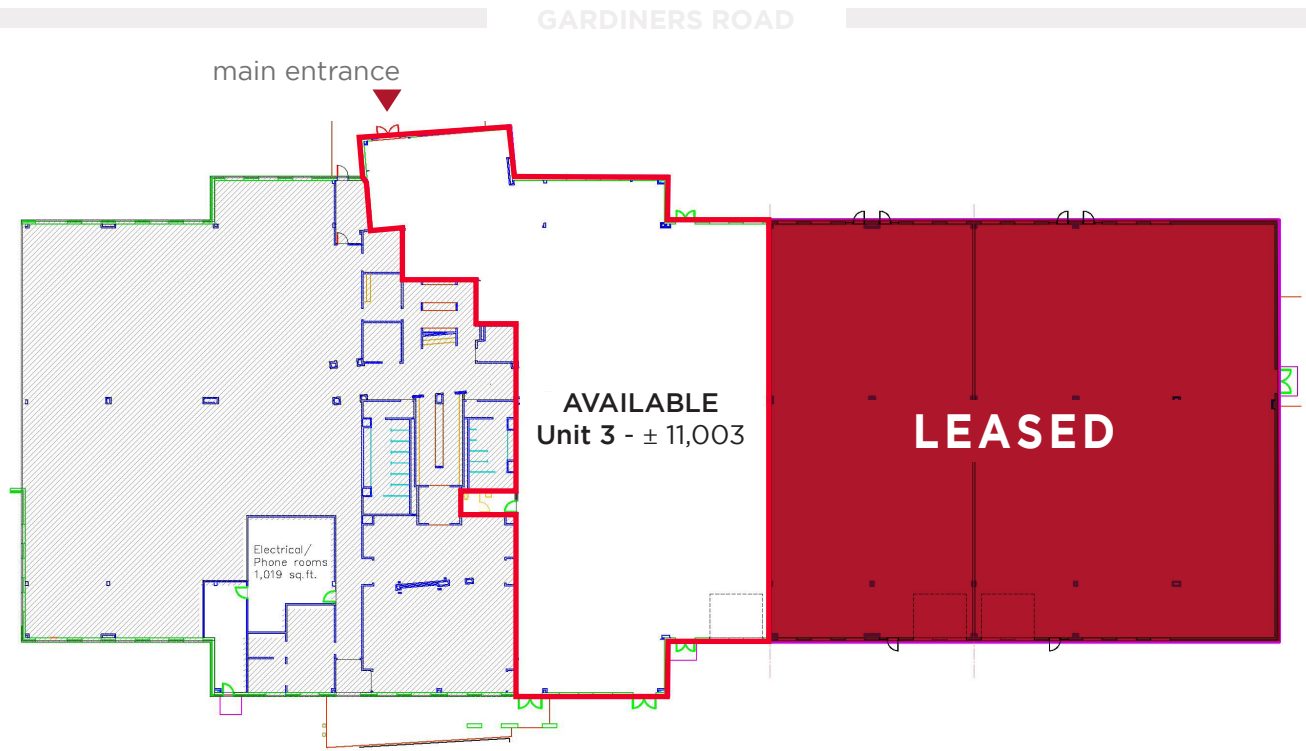 GARDINERS ROAD
main entrance
AVAILABLE
Unit 3 - ± 11,003
LEASED
Electrical/
Phone rooms
1,019 sq.ft.